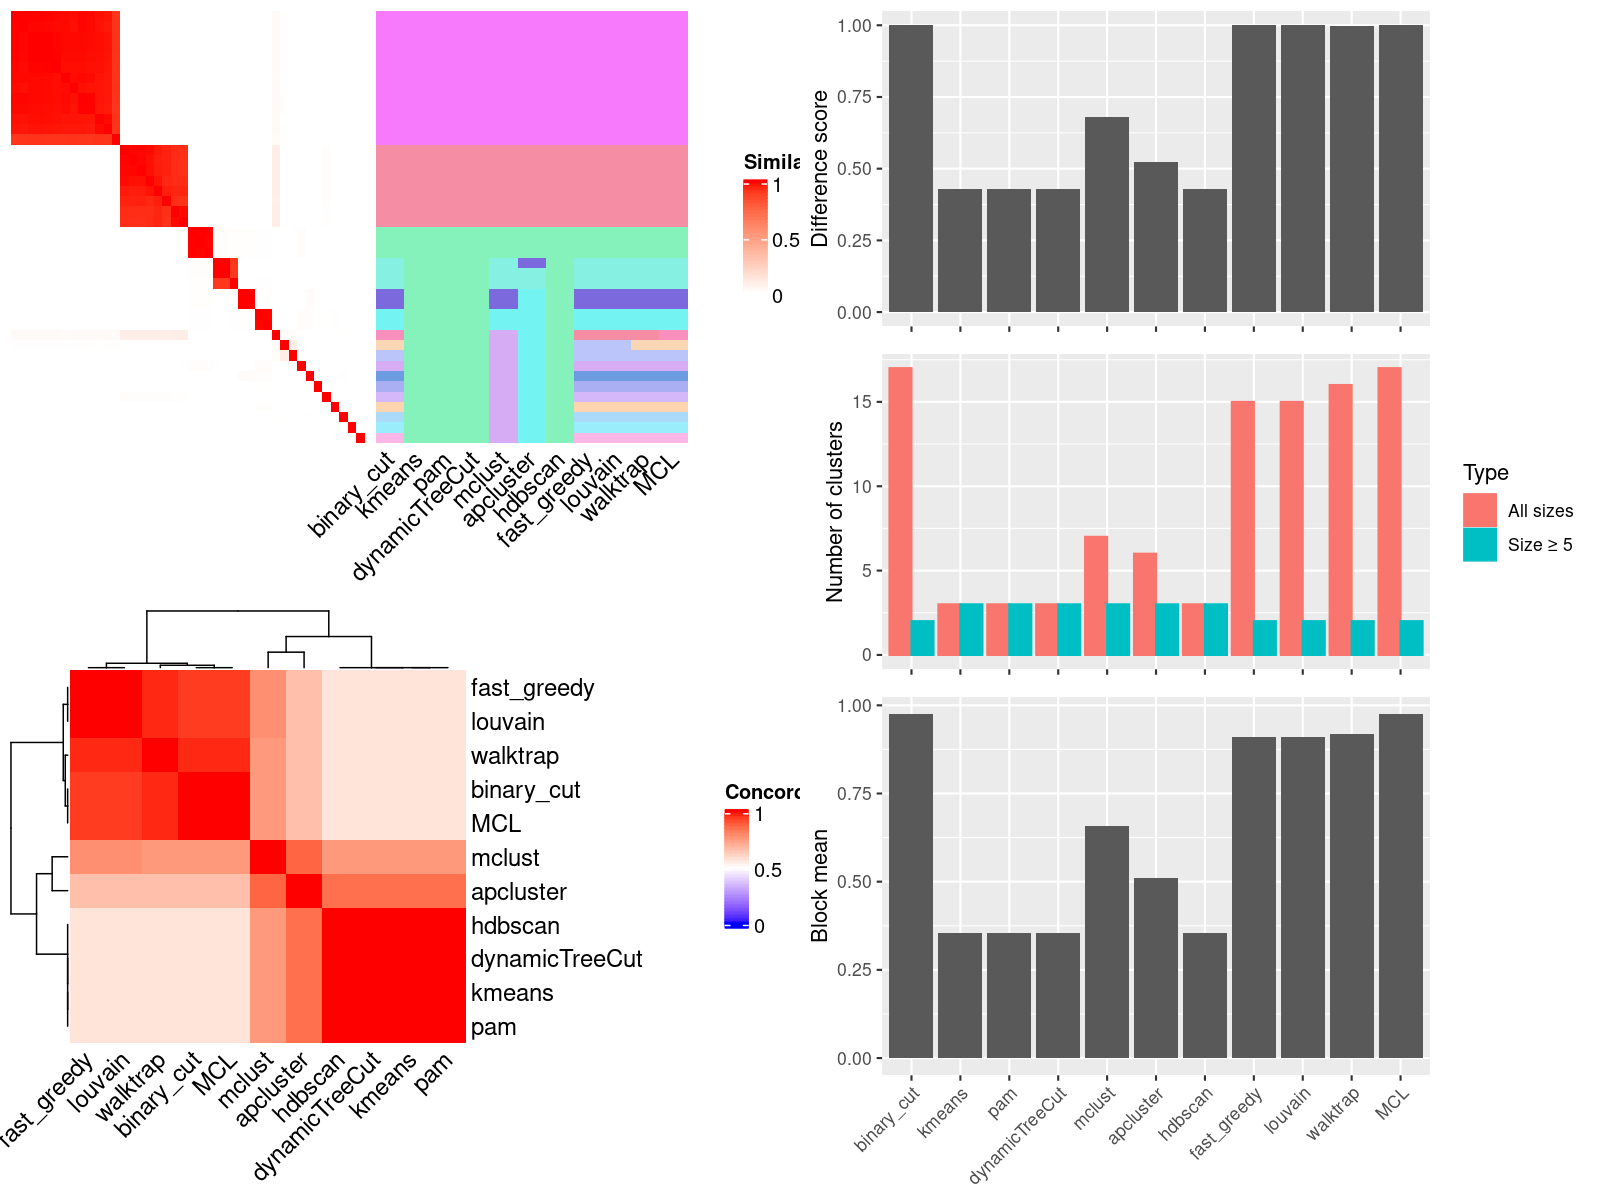 Simila
1
0.5
0
binary_cut
kmeans
pam
dynamicTreeCut
mclust
apcluster
hdbscan
fast_greedy
louvain
walktrap
MCL
fast_greedy
louvain
walktrap
binary_cut
MCL
mclust
apcluster
hdbscan
dynamicTreeCut
kmeans
pam
Concord
1
0.5
0
fast_greedy
louvain
walktrap
binary_cut
MCL
mclust
apcluster
hdbscan
dynamicTreeCut
kmeans
pam
Difference score
1.00
0.75
0.50
0.25
0.00
Number of clusters
15
10
5
0
Type
All sizes
Size ≥ 5
Block mean
1.00
0.75
0.50
0.25
0.00
binary_cut
kmeans
pam
dynamicTreeCut
mclust
apcluster
hdbscan
fast_greedy
louvain
walktrap
MCL